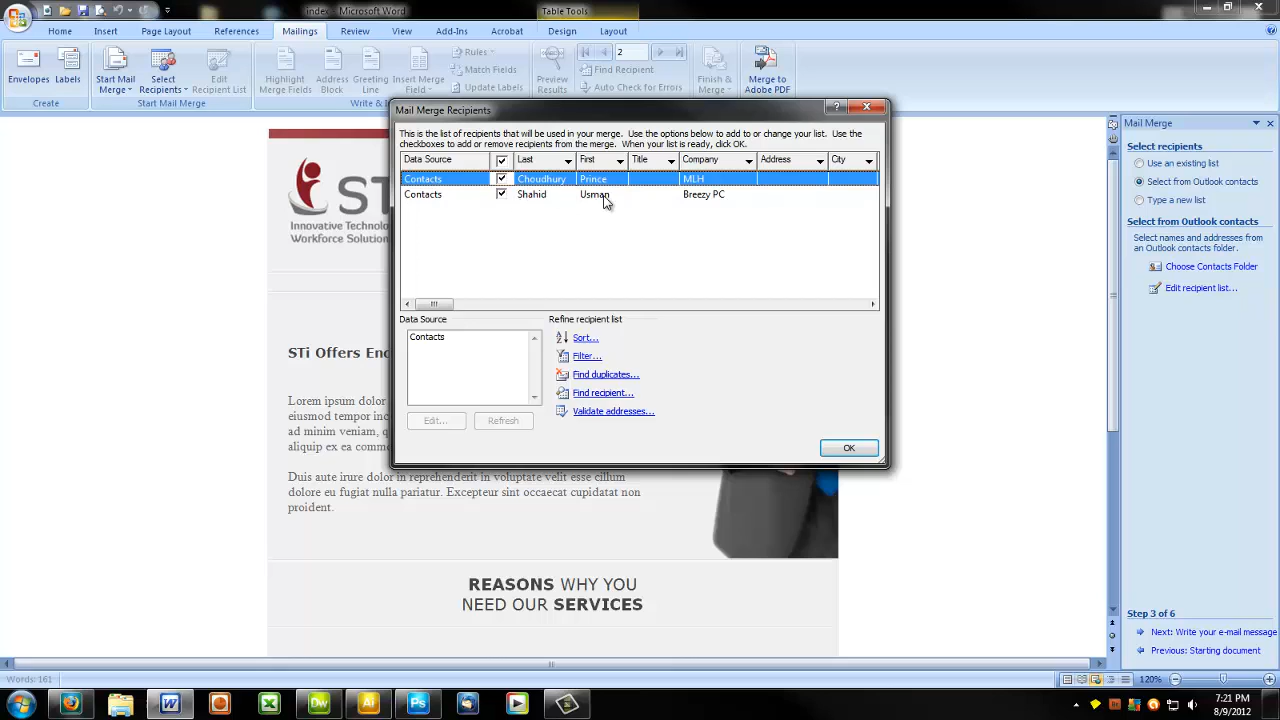 index - Microsoft Word
Table Tools
Home Insert Page Layout References Mailings Review View Add-Ins Acrobat Design Layout
Envelopes Labels
Create
Start Mail Merge
Select Recipients
Edit Recipient List
Start Mail Merge
Highlight Merge Fields
Address Block
Greeting Line
Insert Merge Field
Rules
Match Fields
Update Labels
Write &
Preview Results
2
Find Recipient
Auto Check for Errors
Finish & Merge
Merge to Adobe PDF
Mail Merge Recipients
This is the list of recipients that will be used in your merge. Use the options below to add to or change your list. Use the
checkboxes to add or remove recipients from the merge. When your list is ready, click OK.
Data Source Last First Title Company Address City
Contacts Choudhury Prince MLH
Contacts Shahid Usman Breezy PC
Data Source
Contacts
Edit... Refresh
Refine recipient list
Sort...
Filter...
Find duplicates...
Find recipient...
Validate addresses...
OK
Innovative Technolo
Workforce Solution
STi Offers End
Lorem ipsum dolor
eiusmod tempor inc
ad minim veniam, q
aliquip ex ea comme
Duis aute irure dolor in reprehenderit in voluptate velit esse cillum
dolore eu fugiat nulla pariatur. Excepteur sint occaecat cupidatat non
proident.
REASONS WHY YOU
NEED OUR SERVICES
Mail Merge
Select recipients
Use an existing list
Select from Outlook contacts
Type a new list
Select from Outlook contacts
Select names and addresses from
an Outlook contacts folder.
Choose Contacts Folder
Edit recipient list...
Step 3 of 6
Next: Write your e-mail message
Previous: Starting document
Words: 161
120%
Dw Ai Ps
7:21 PM
8/9/2012